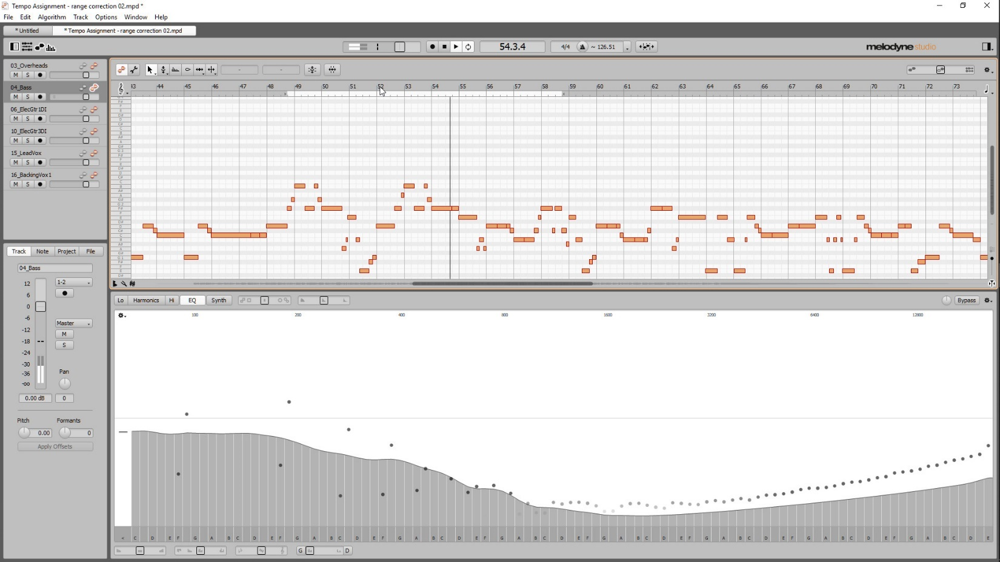 Tempo Assignment - range correction 02.mpd *
File Edit Algorithm Track Options Window Help
* Untitled
* Tempo Assignment - range correction 02.mpd
54.3.4
4/4 ~ 126.51
melodyne studio
03_Overheads
M S
04_Bass
M S
06_ElecGtr1DI
M S
10_ElecGtr3DI
M S
15_LeadVox
M S
16_BackingVox1
M S
- -
44 45 46 47 48 49 50 51 52 53 54 55 56 57 58 59 60 61 62 63 64 65 66 67 68 69 70 71 72 73
Track Note Project File
04_Bass
12
6
0
-6
-12
-18
-24
-30
-36
-oo
1-2
Master
M
S
Pan
0.00 dB 0
Pitch Formants
0.00 0
Apply Offsets
Lo Harmonics Hi EQ Synth
Bypass
100 200 400 800 1600 3200 6400 12800
< C D E F G A B C D E F G A B C D E F G A B C D E F G A B C D E F G A B C D E F G A B C D E F G A B C D E F G A B C D E
G D